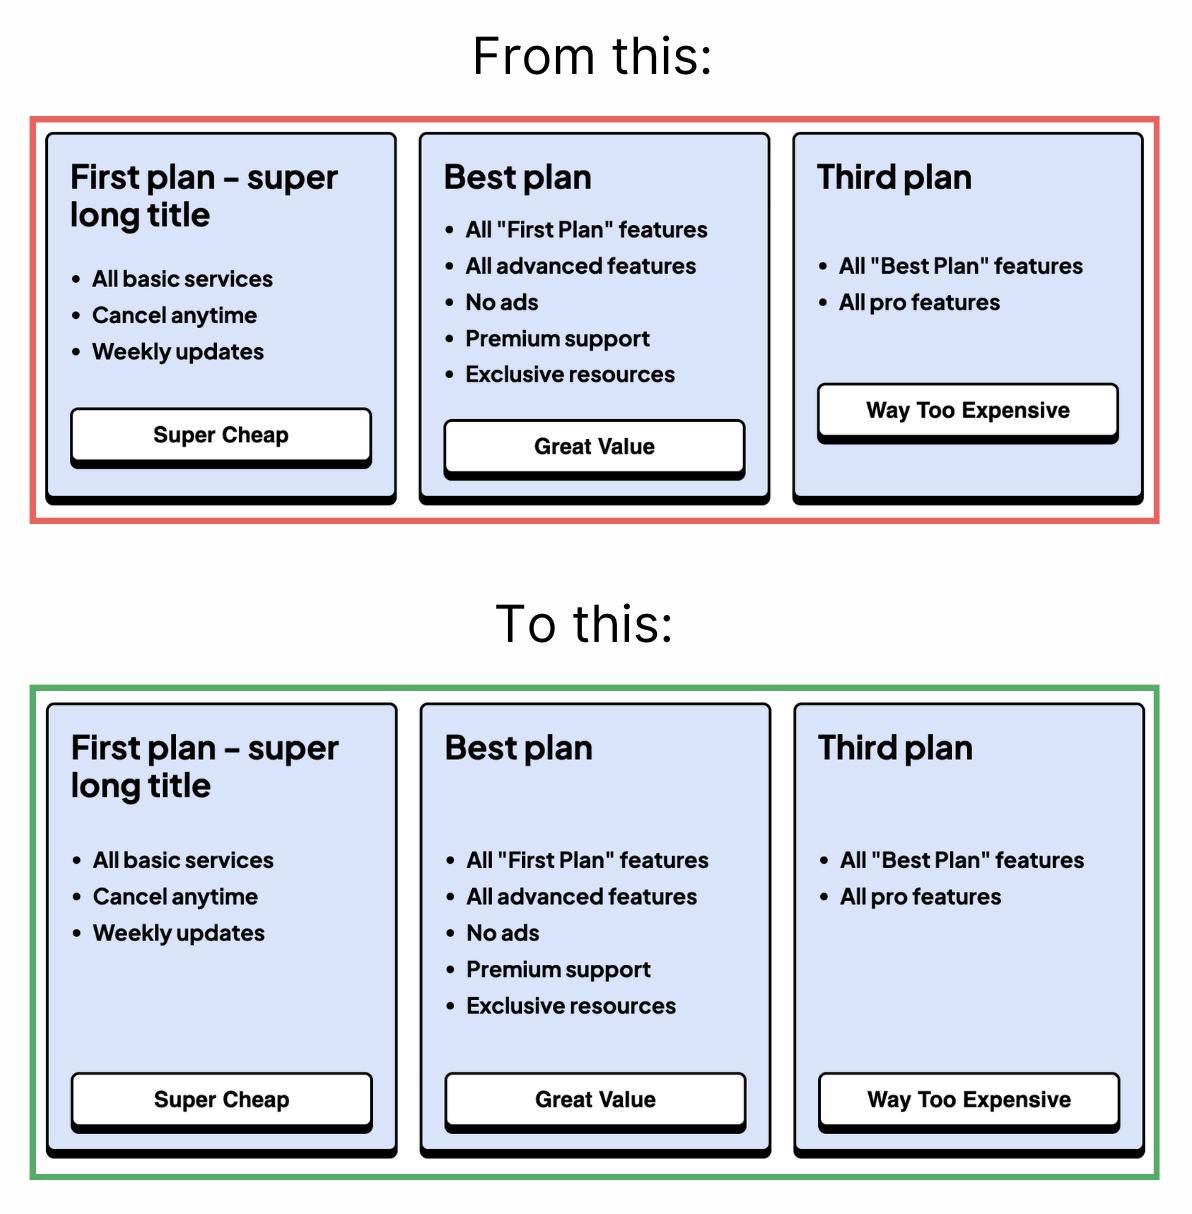 From this:
First plan - super
long title
• All basic services
• Cancel anytime
• Weekly updates
Super Cheap
Best plan
• All "First Plan" features
• All advanced features
• No ads
• Premium support
• Exclusive resources
Great Value
Third plan
• All "Best Plan" features
• All pro features
Way Too Expensive
To this:
First plan - super
long title
• All basic services
• Cancel anytime
• Weekly updates
Super Cheap
Best plan
• All "First Plan" features
• All advanced features
• No ads
• Premium support
• Exclusive resources
Great Value
Third plan
• All "Best Plan" features
• All pro features
Way Too Expensive